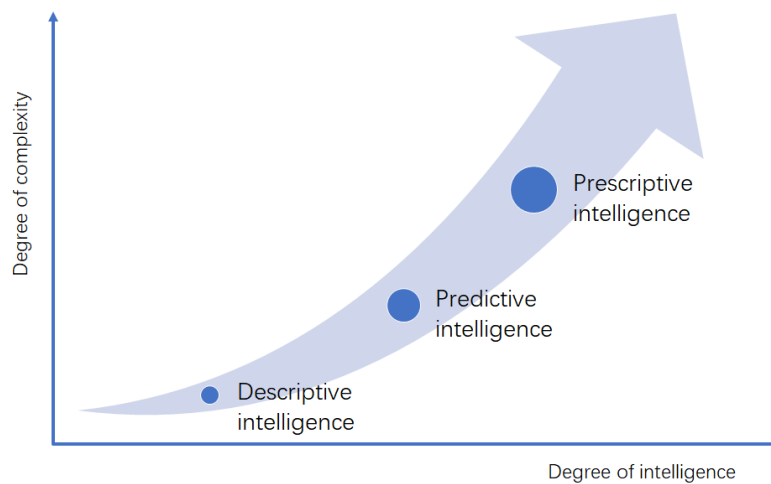 Degree of complexity
Prescriptive
intelligence
Predictive
intelligence
Descriptive
intelligence
Degree of intelligence